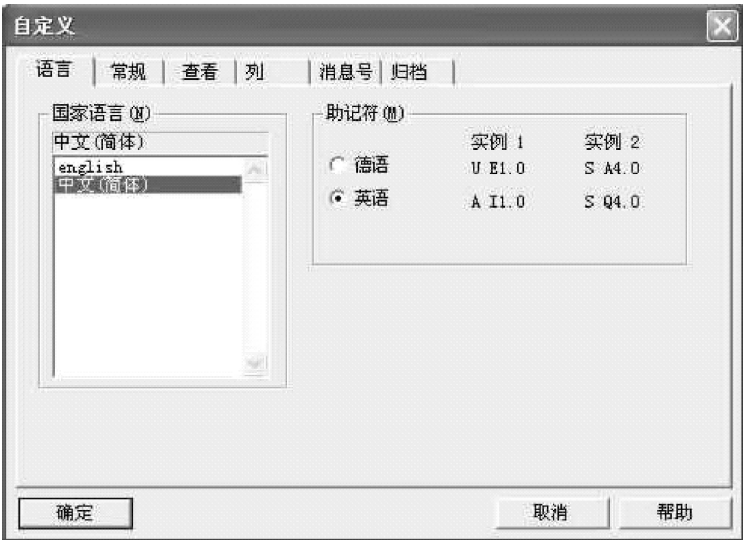 自定义
语言 常规 查看 列 消息号 归档
国家语言(N) 助记符(M)
中文(简体) 实例 1 实例 2
english
中文(简体)
德语 U E1.0 S A4.0
英语 A I1.0 S Q4.0
确定 取消 帮助